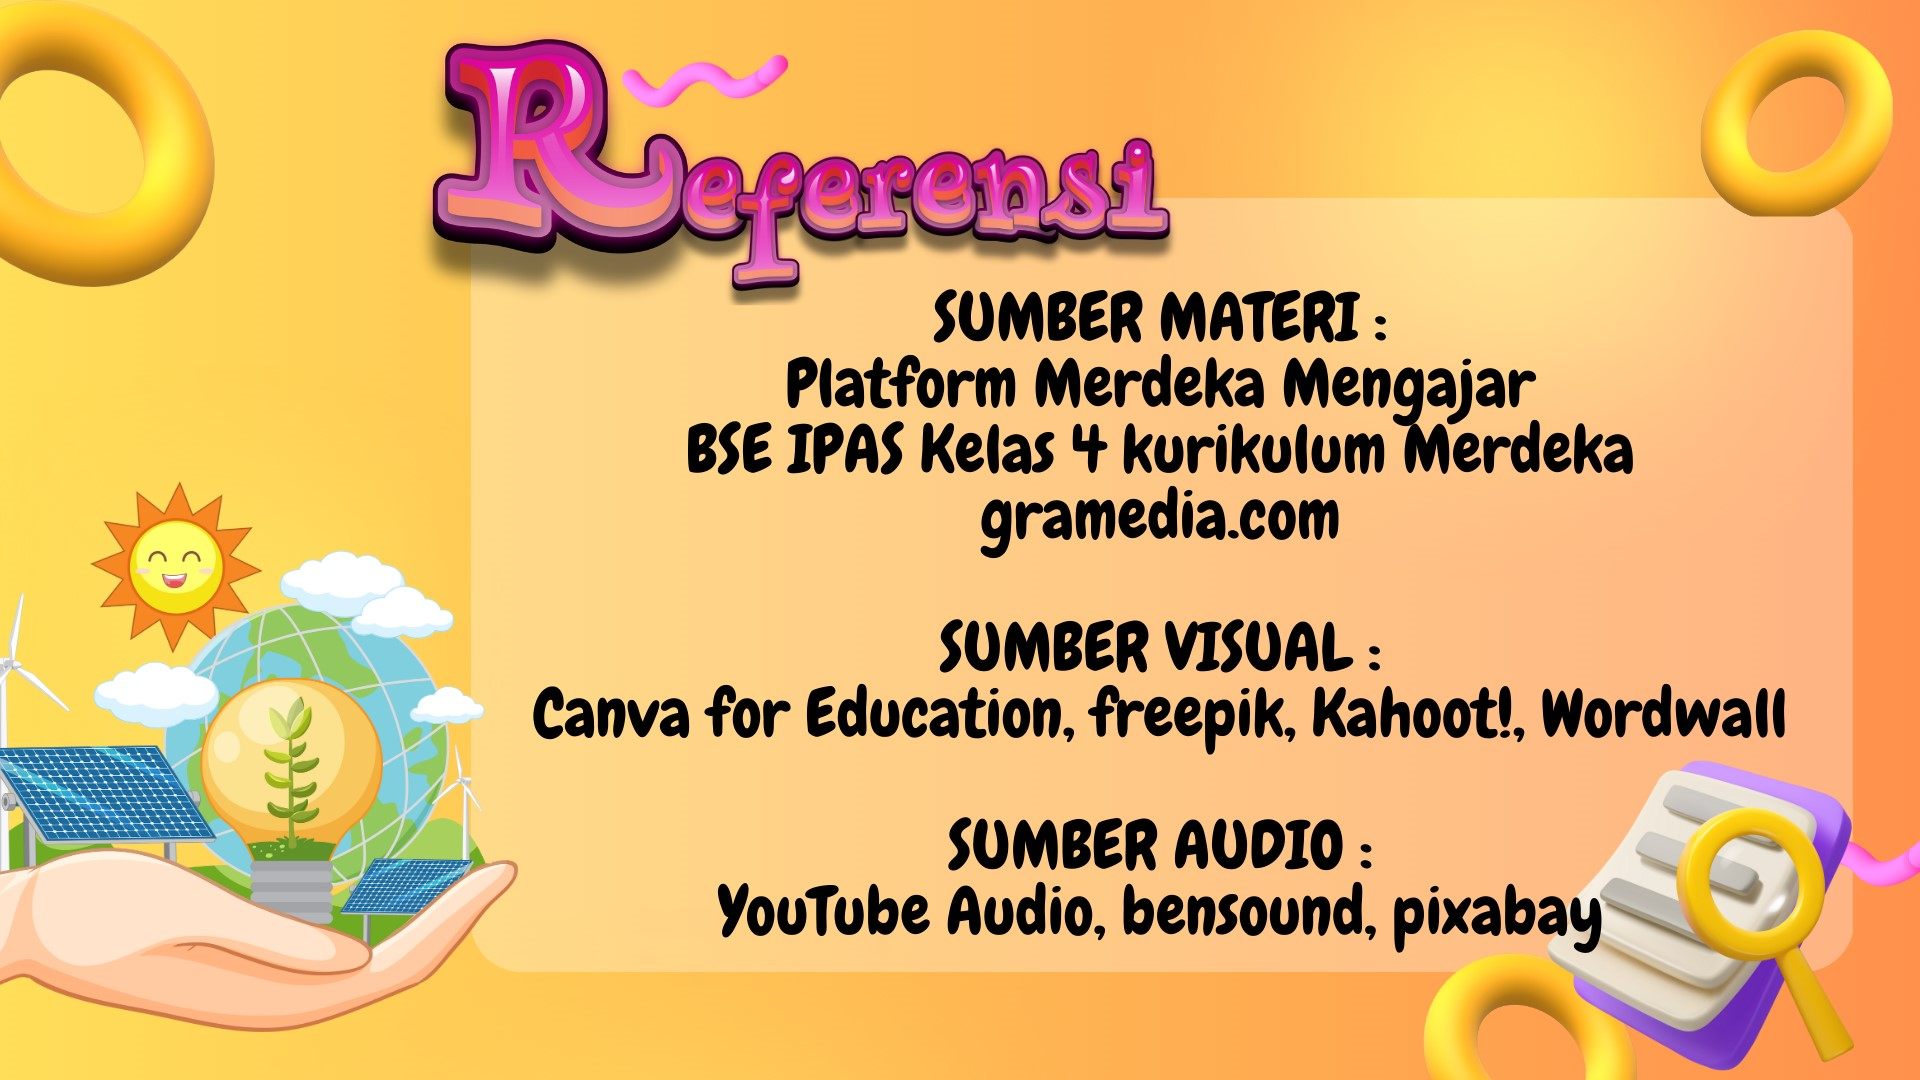 Referensi
SUMBER MATERI :
Platform Merdeka Mengajar
BSE IPAS Kelas 4 kurikulum Merdeka
gramedia.com
SUMBER VISUAL :
Canva for Education, freepik, Kahoot!, Wordwall
SUMBER AUDIO :
YouTube Audio, bensound, pixabay